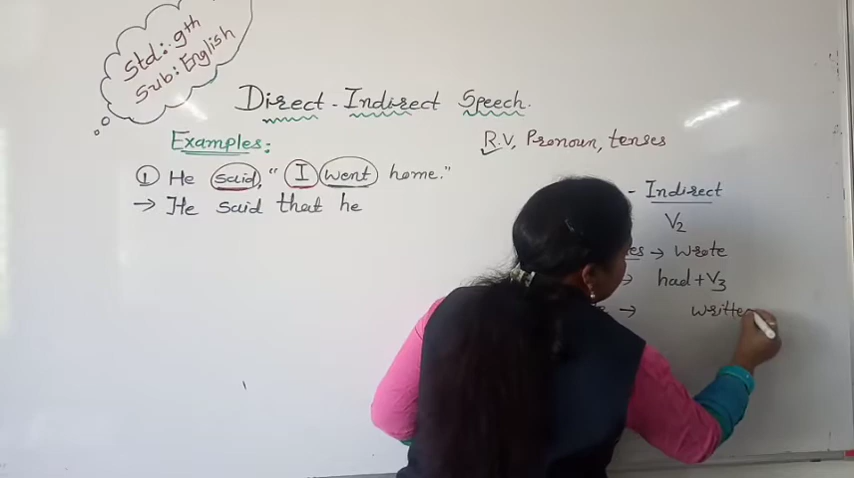 Std: 9th
Sub: English
Direct - Indirect Speech.
Examples:
R.V, Pronoun, tenses
① He said, "I went home."
→ He said that he
- Indirect
V2
→ wrote
had + V3
→ written